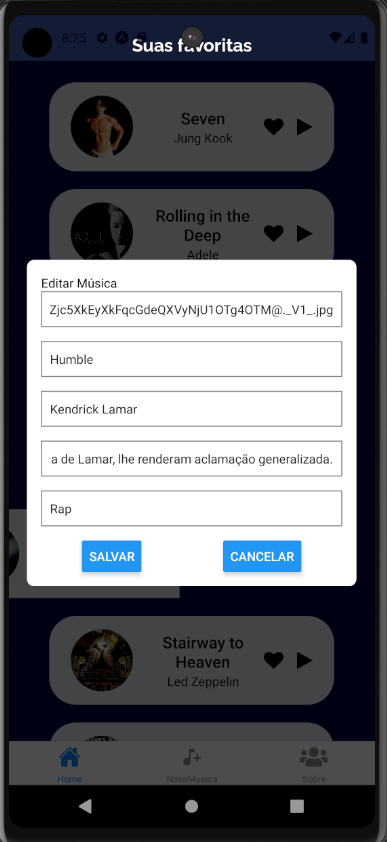 8:25
Suas favoritas
Seven
Jung Kook
Rolling in the
Deep
Adele
Editar Música
Zjc5XkEyXkFqcGdeQXVyNjU1OTg4OTM@._V1_.jpg
Humble
Kendrick Lamar
a de Lamar, lhe renderam aclamação generalizada.
Rap
SALVAR
CANCELAR
Stairway to
Heaven
Led Zeppelin
Home
NovaMusica
Sobre